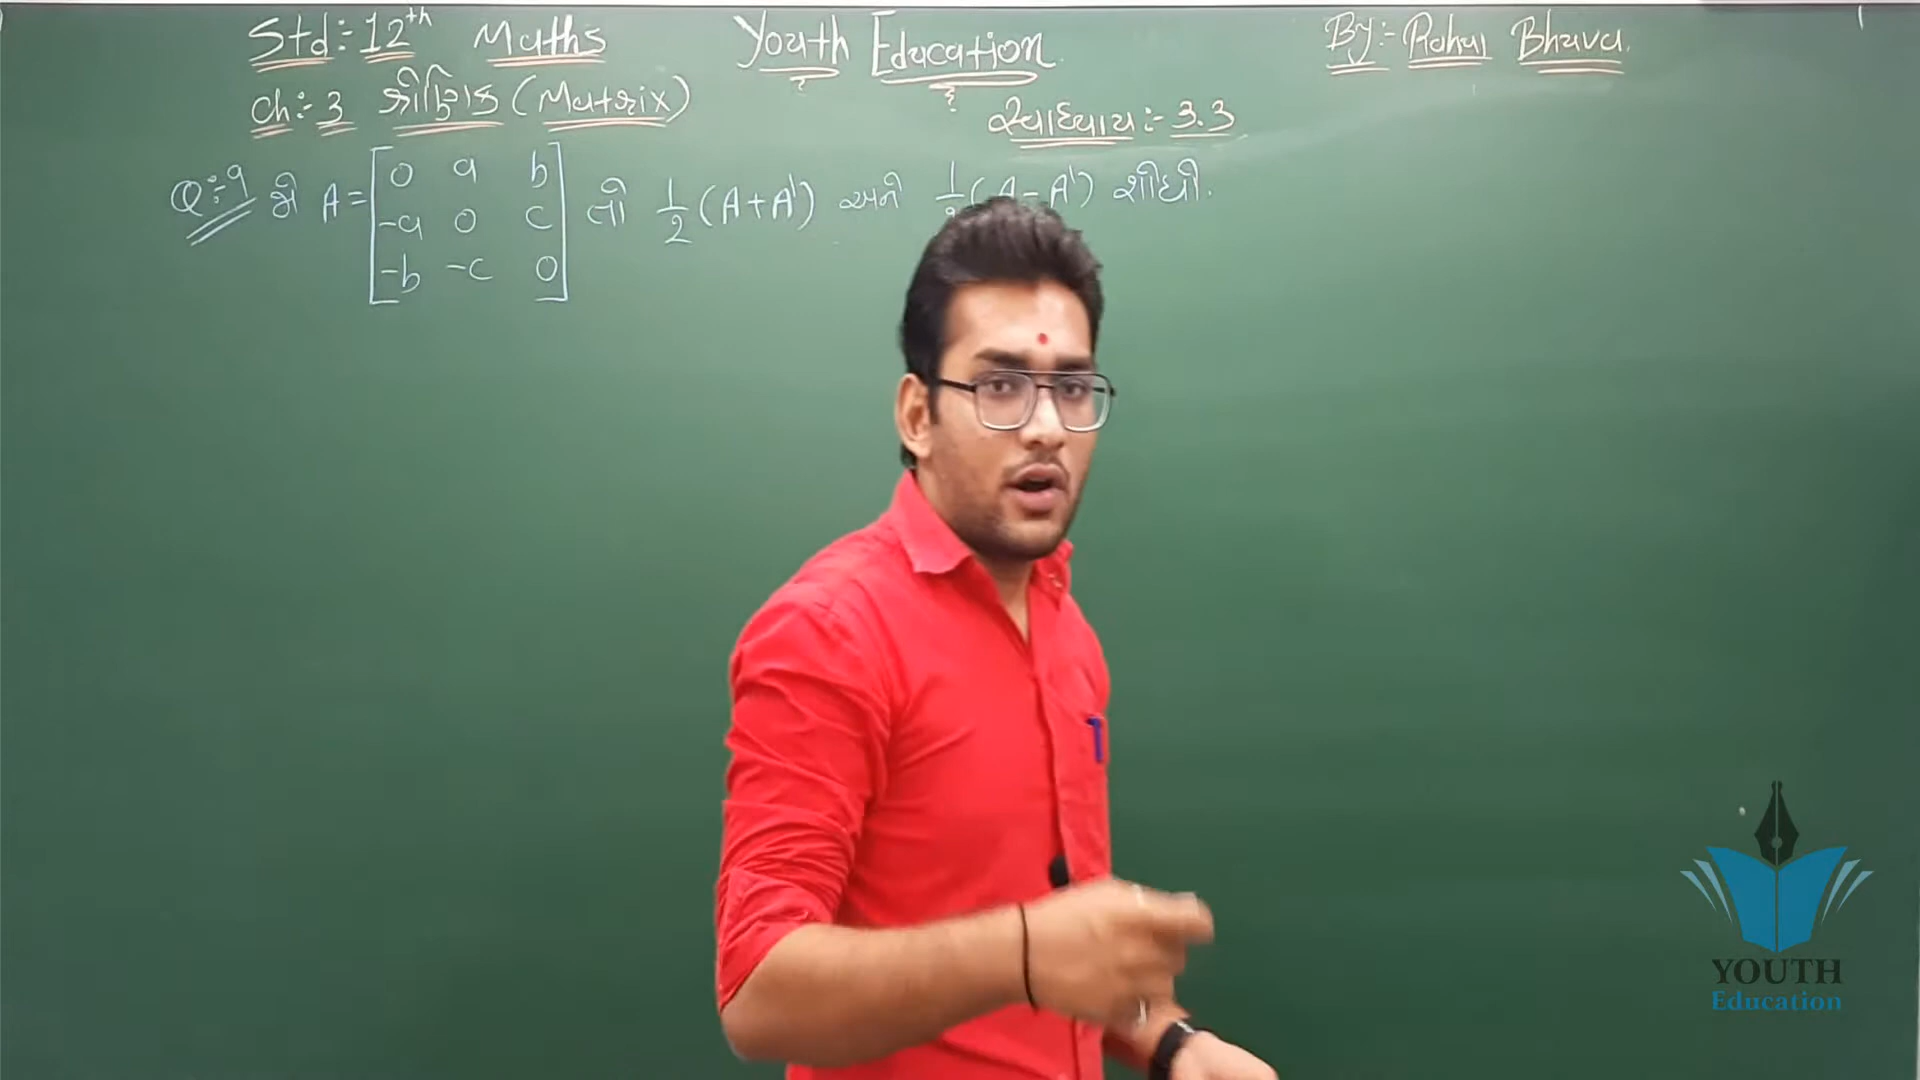 Std:-12th Maths
Youth Education
By:- Rahul Bhuva.
Ch:-3 શ્રેણિક (Matrix)
સ્વાધ્યાય:- 3.3
Q:-9 જો A= [0 a b
-a 0 c
-b -c 0] તો 1/2 (A+A') અને (A-A') શોધો.
YOUTH
Education